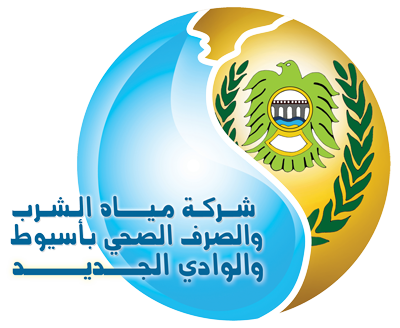 شركة مياه الشرب
والصرف الصحي بأسيوط
والوادي الجديد